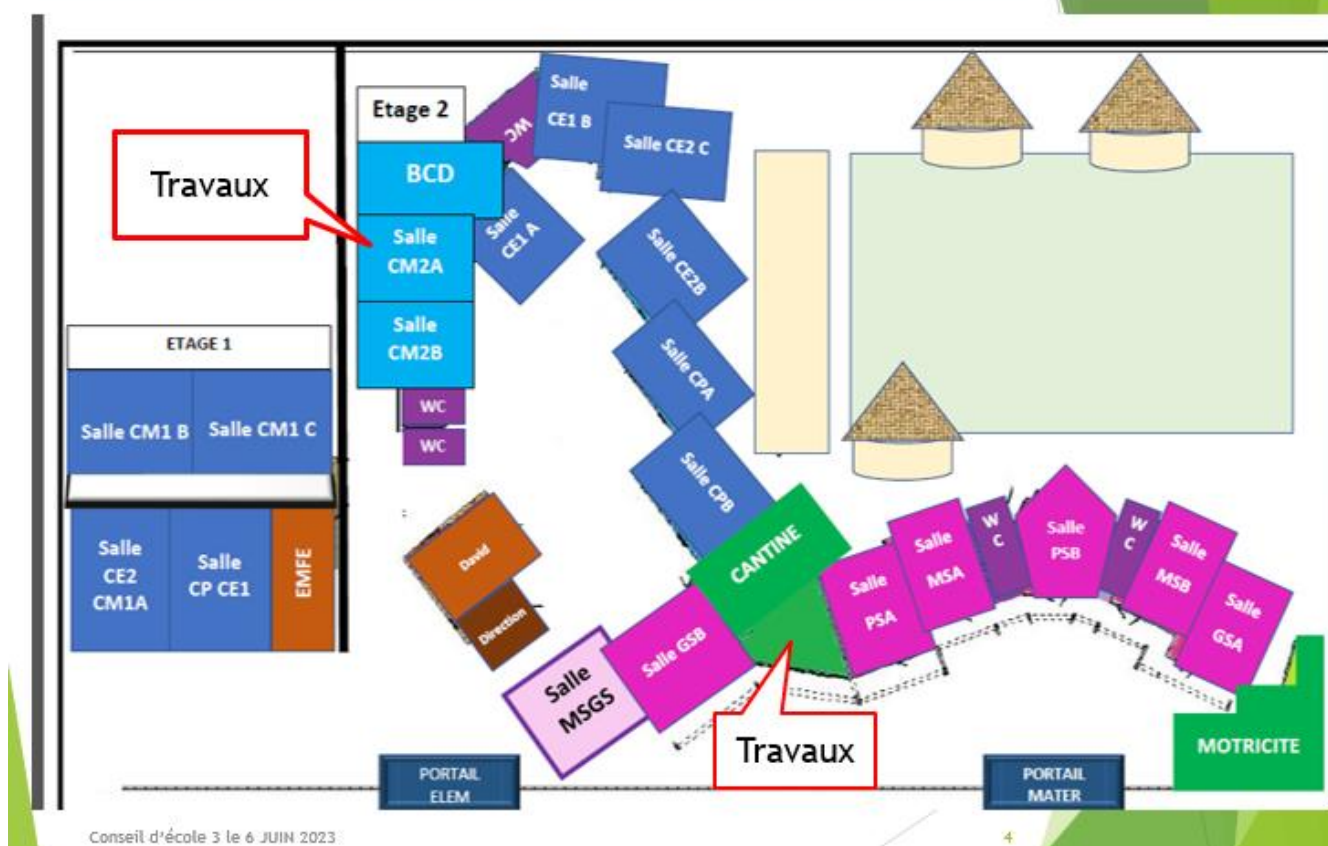 Travaux
Etage 2
WC
BCD
Salle
CM2A
Salle
CM2B
WC
WC
Salle
CE1 B
Salle CE2 C
Salle
CE1 A
Salle CE2B
Salle CPA
Salle CPB
ETAGE 1
Salle CM1 B
Salle CM1 C
Salle
CE2
CM1A
Salle
CP CE1
EMFE
David
Direction
CANTINE
Salle
MSGS
Salle GSB
Salle
PSA
Salle
MSA
W
C
Salle
PSB
W
C
Salle
MSB
Salle
GSA
Travaux
MOTRICITE
PORTAIL
ELEM
PORTAIL
MATER
Conseil d'école 3 le 6 JUIN 2023
4